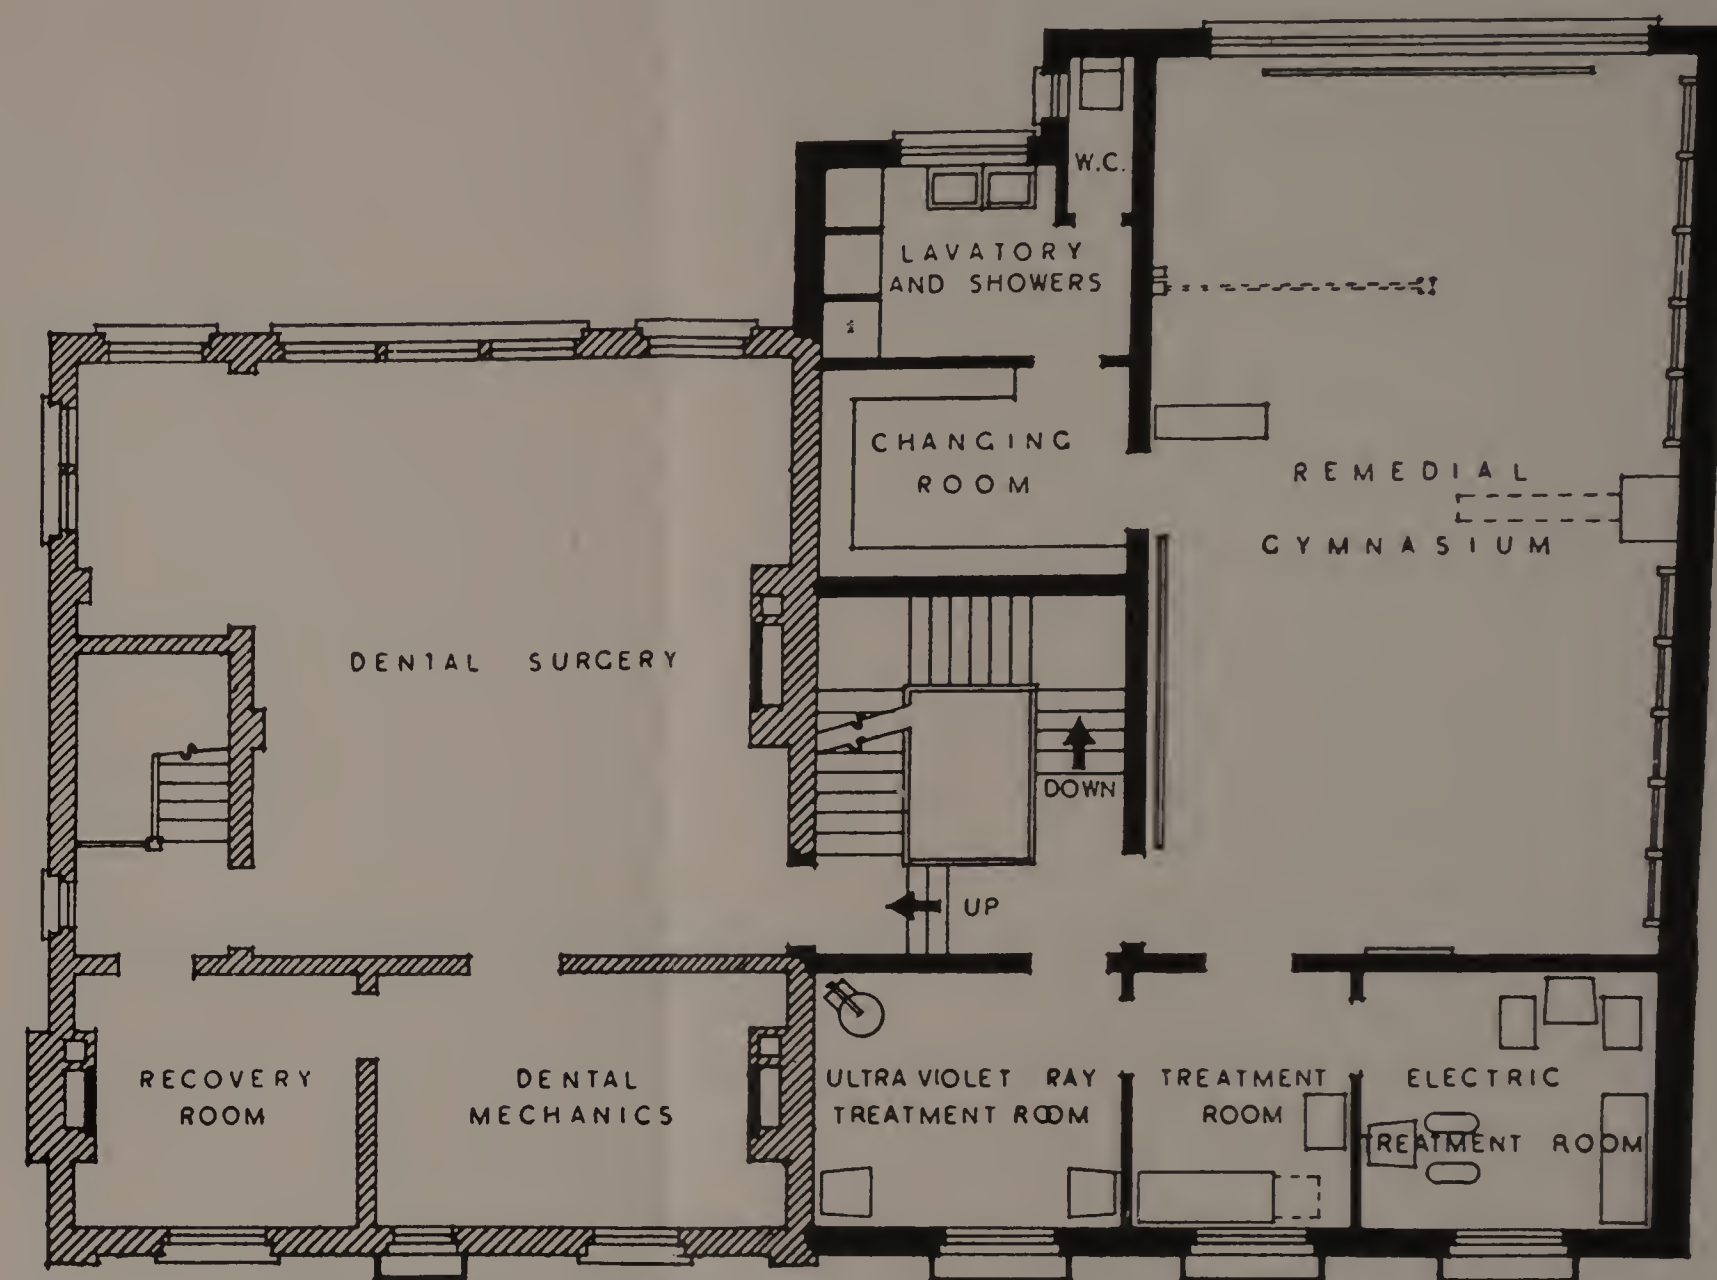 W.C.
LAVATORY
AND SHOWERS
CHANGING
ROOM
REMEDIAL
GYMNASIUM
DENTAL SURGERY
DOWN
UP
RECOVERY
ROOM
DENTAL
MECHANICS
ULTRA VIOLET RAY
TREATMENT ROOM
TREATMENT
ROOM
ELECTRIC
TREATMENT ROOM